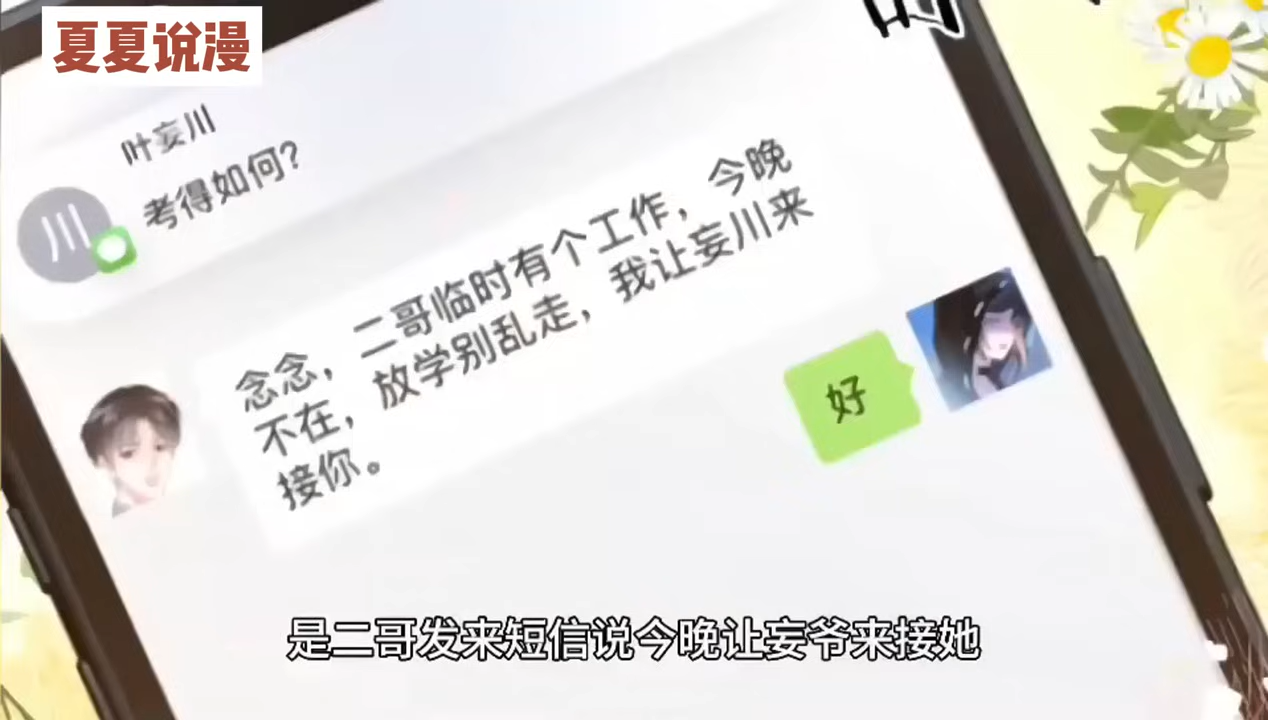 夏夏说漫
叶妄川
川
考得如何?
念念，二哥临时有个工作，今晚
不在，放学别乱走，我让妄川来
接你。
好
是二哥发来短信说今晚让妄爷来接她